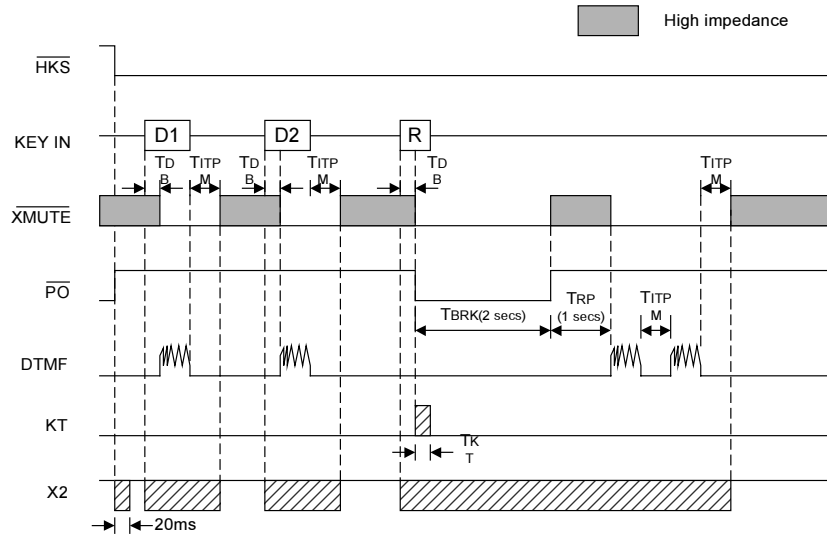 High impedance
HKS
KEY IN
D1
D2
R
TD
B
TITP
M
TD
B
TITP
M
TD
B
TITP
M
XMUTE
PO
TBRK(2 secs)
TRP
(1 secs)
TITP
M
DTMF
KT
TK
T
X2
20ms